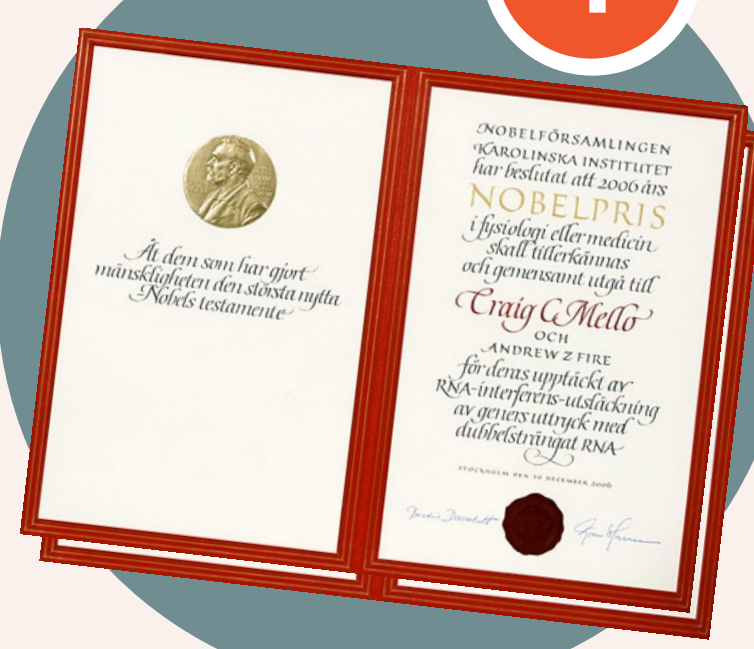 Åt dem som har gjort
mänskligheten den största nytta
Nobels testamente
NOBELFÖRSAMLINGEN
KAROLINSKA INSTITUTET
har beslutat att 2006 års
NOBELPRIS
i fysiologi eller medicin
skall tillerkännas
och gemensamt utgå till
Craig C Mello
OCH
ANDREW Z FIRE
för deras upptäckt av
RNA-interferens-utsläckning
av geners uttryck med
dubbelsträngat RNA
STOCKHOLM DEN 10 DECEMBER 2006